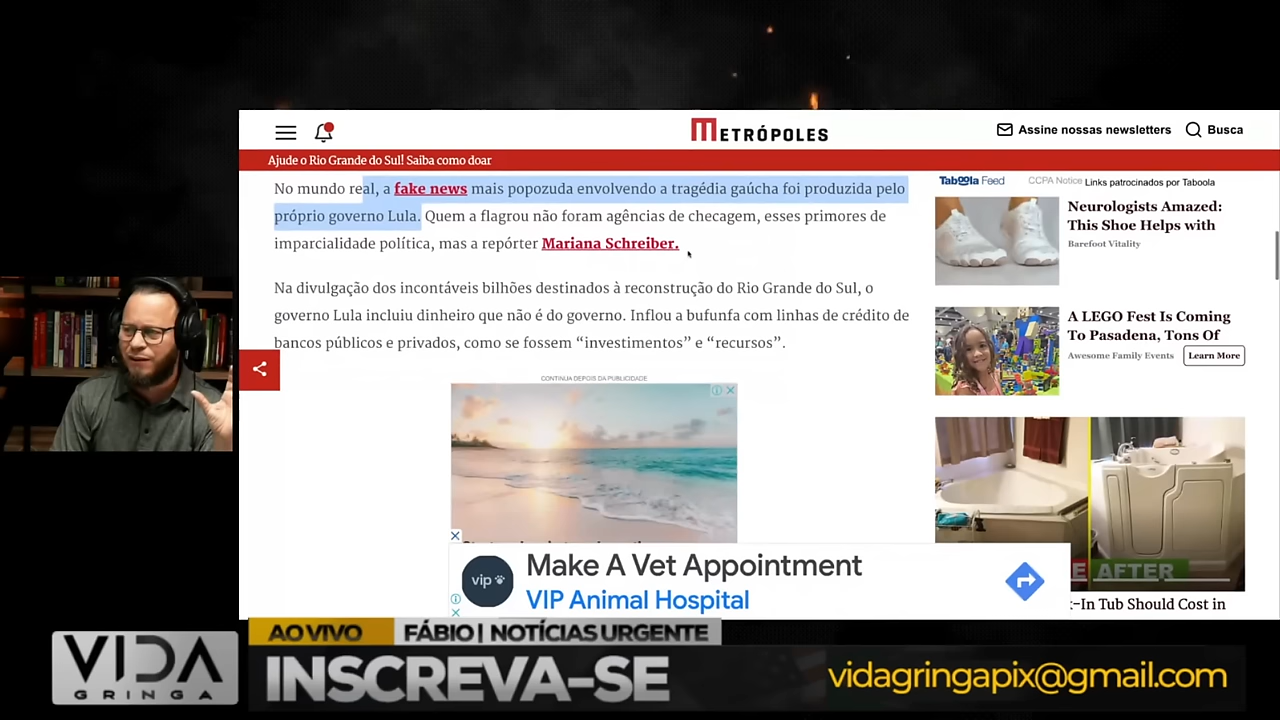 METRÓPOLES
Assine nossas newsletters
Busca
Ajude o Rio Grande do Sul! Saiba como doar
No mundo real, a fake news mais popozuda envolvendo a tragédia gaúcha foi produzida pelo
próprio governo Lula. Quem a flagrou não foram agências de checagem, esses primores de
imparcialidade política, mas a repórter Mariana Schreiber.
Na divulgação dos incontáveis bilhões destinados à reconstrução do Rio Grande do Sul, o
governo Lula incluiu dinheiro que não é do governo. Inflou a bufunfa com linhas de crédito de
bancos públicos e privados, como se fossem “investimentos” e “recursos”.
CONTINUA DEPOIS DA PUBLICIDADE
Make A Vet Appointment
vip
VIP Animal Hospital
Taboola Feed
CCPA Notice
Links patrocinados por Taboola
Neurologists Amazed:
This Shoe Helps with
Barefoot Vitality
A LEGO Fest Is Coming
To Pasadena, Tons Of
Awesome Family Events
Learn More
E AFTER
t-In Tub Should Cost in
VIDA
GRINGA
AO VIVO
FÁBIO | NOTÍCIAS URGENTE
INSCREVA-SE
vidagringapix@gmail.com